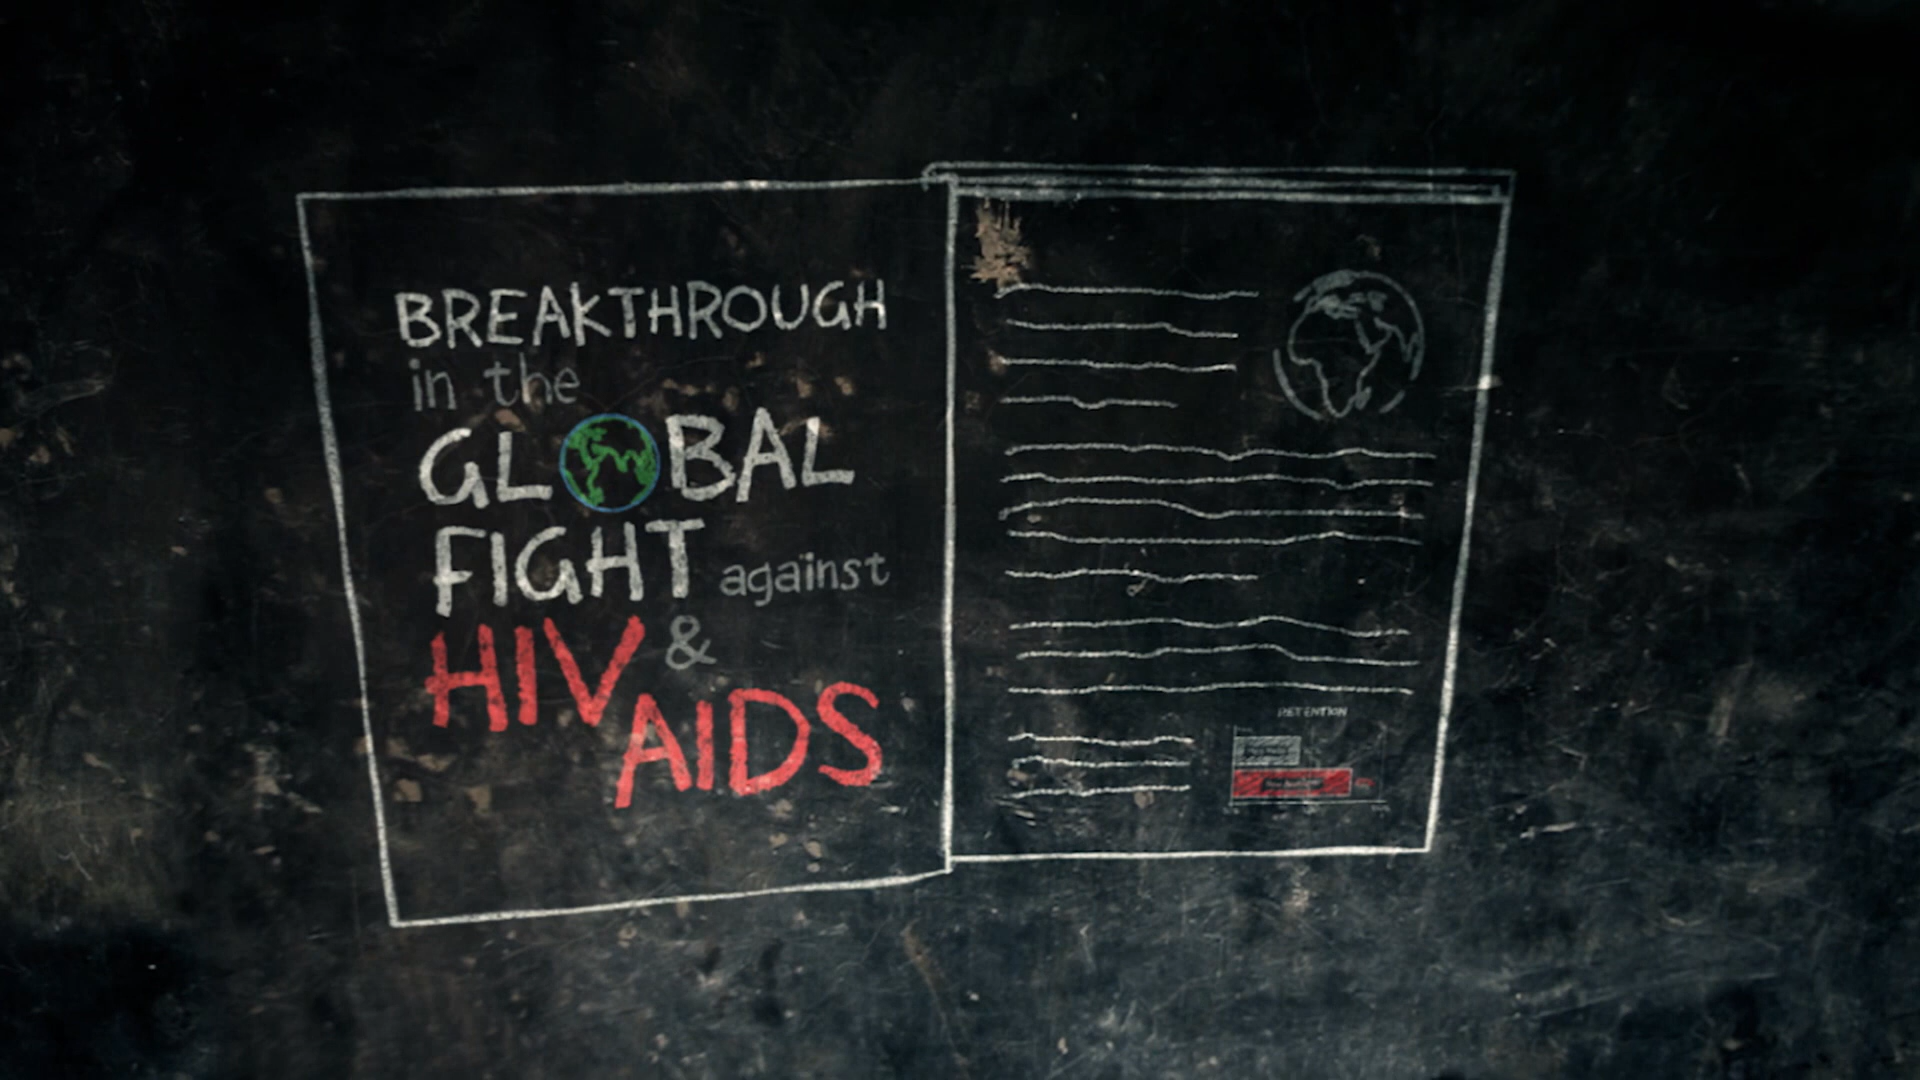 BREAKTHROUGH
in the
GLOBAL
FIGHT against
HIV &
AIDS
RETENTION